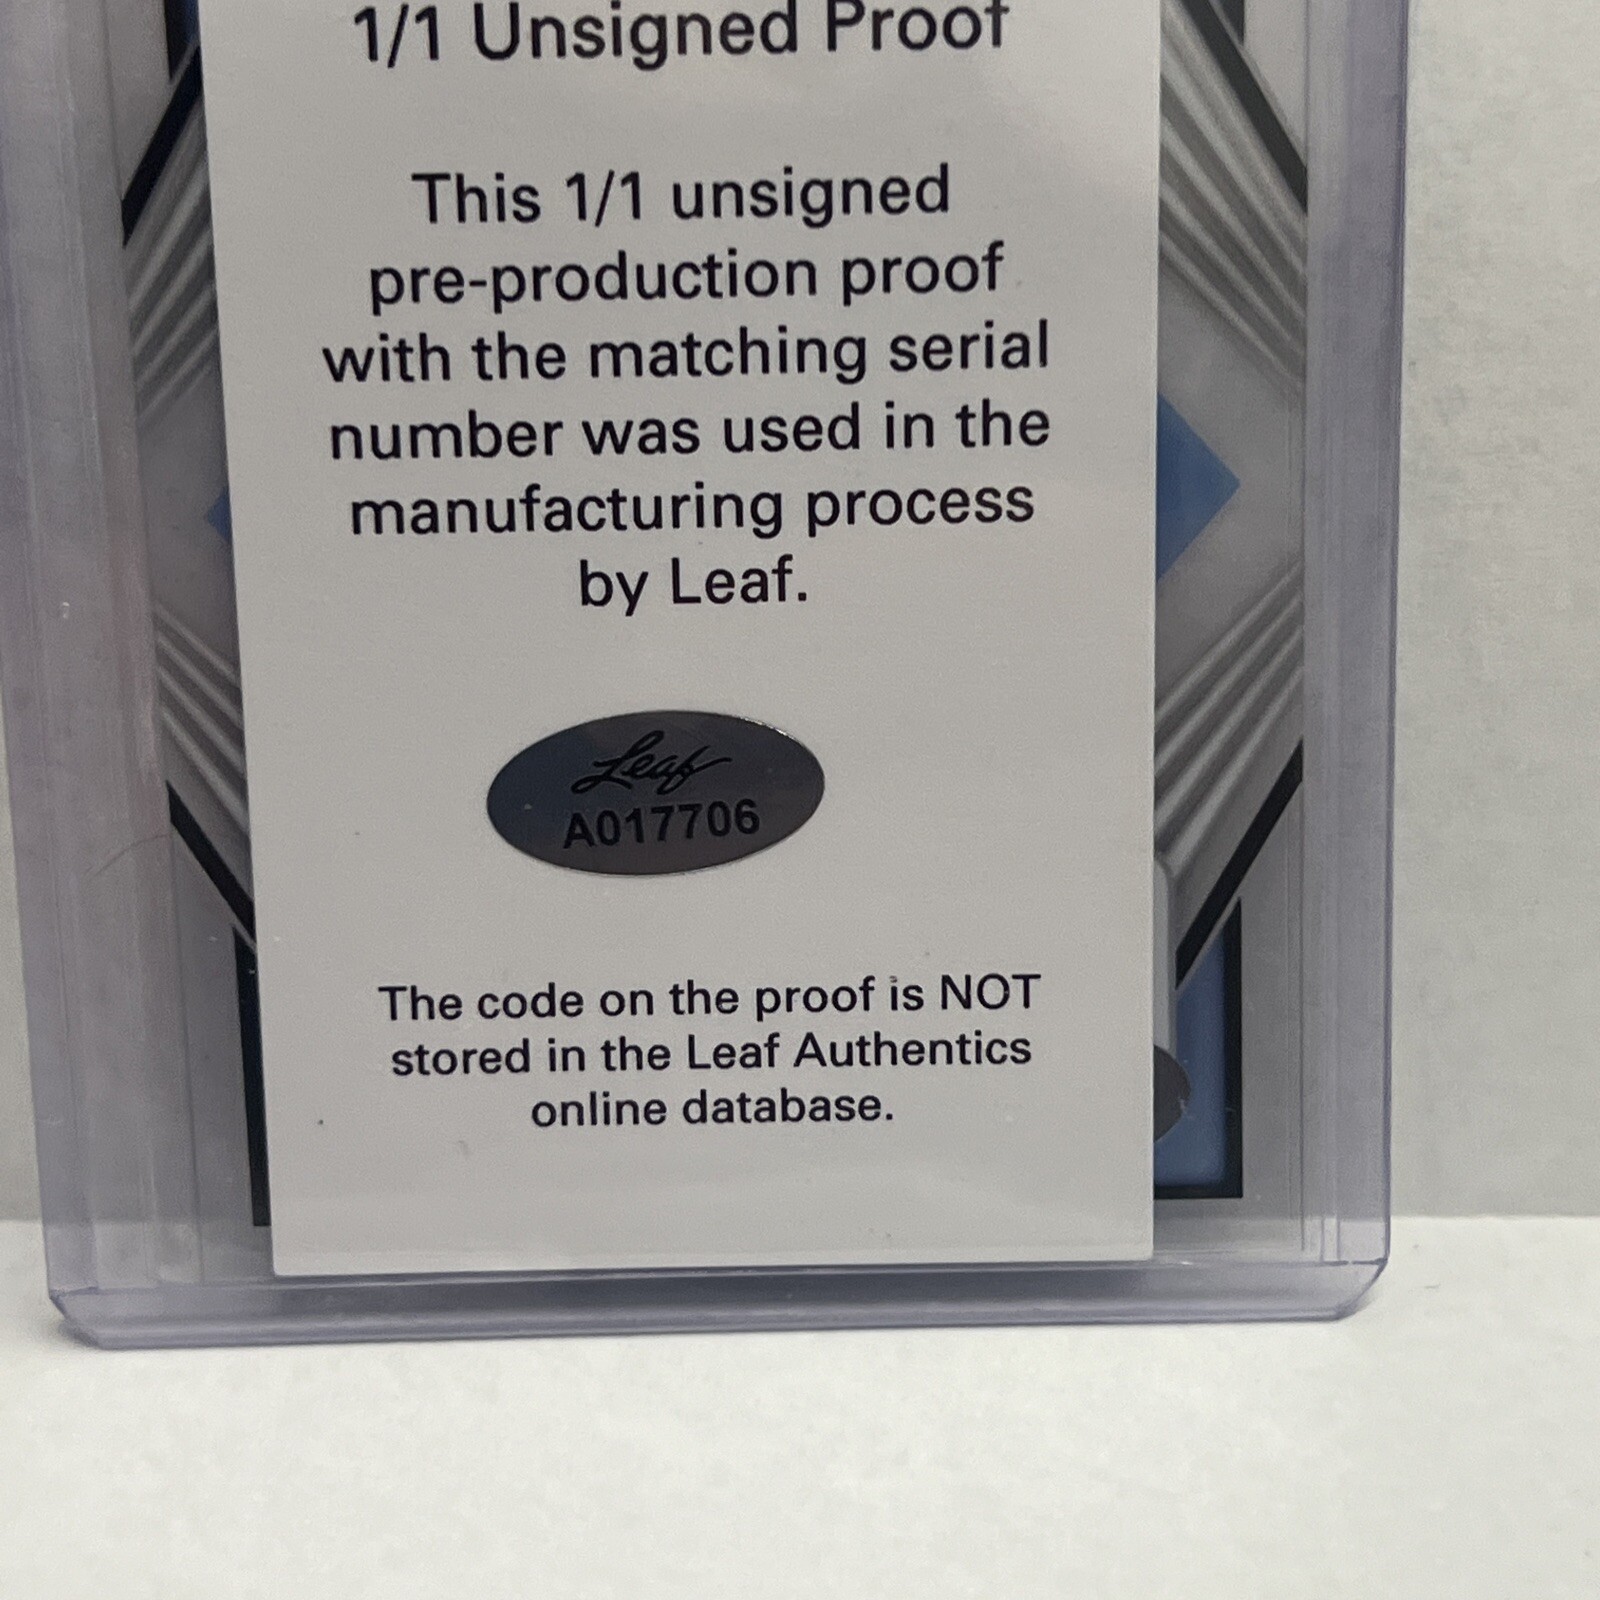 1/1 Unsigned Proof
This 1/1 unsigned
pre-production proof
with the matching serial
number was used in the
manufacturing process
by Leaf.
Leaf
A017706
The code on the proof is NOT
stored in the Leaf Authentics
online database.